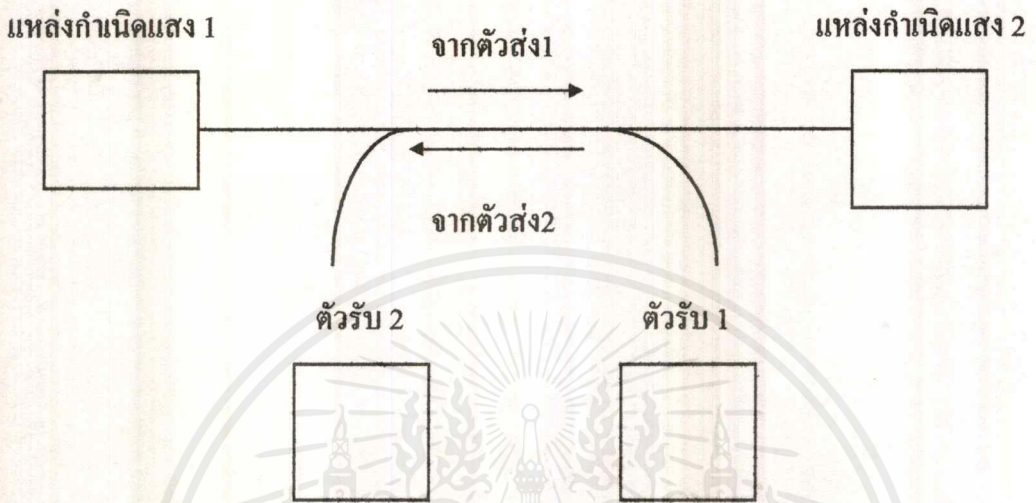 แหล่งกำเนิดแสง 1
แหล่งกำเนิดแสง 2
จากตัวส่ง1
จากตัวส่ง2
ตัวรับ 2
ตัวรับ 1